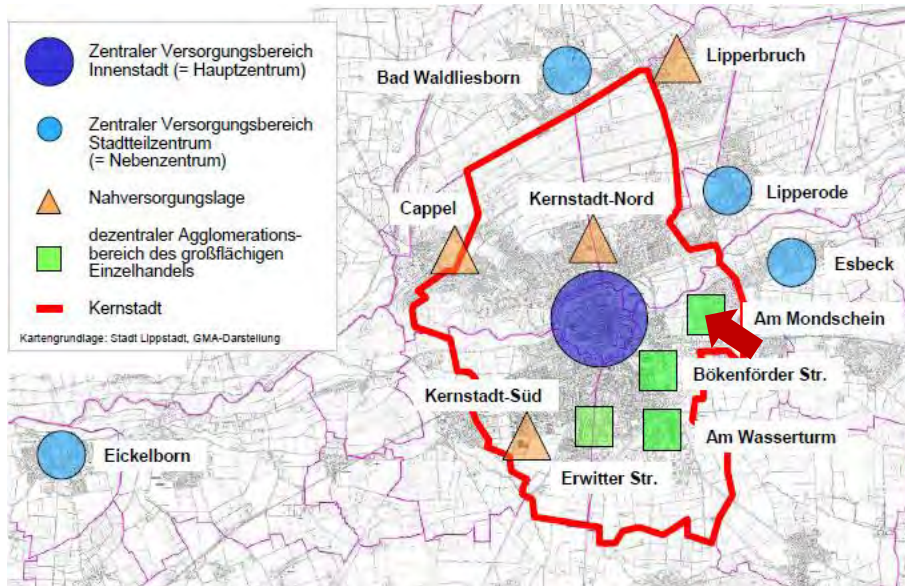 Zentraler Versorgungsbereich
Innenstadt (= Hauptzentrum)
Zentraler Versorgungsbereich
Stadtteilzentrum
(= Nebenzentrum)
Nahversorgungslage
dezentraler Agglomerations-
bereich des großflächigen
Einzelhandels
Kernstadt
Kartengrundlage: Stadt Lippstadt, GMA-Darstellung
Lipperbruch
Bad Waldliesborn
Lipperode
Cappel
Kernstadt-Nord
Esbeck
Am Mondschein
Bökenförder Str.
Kernstadt-Süd
Am Wasserturm
Eickelborn
Erwitter Str.